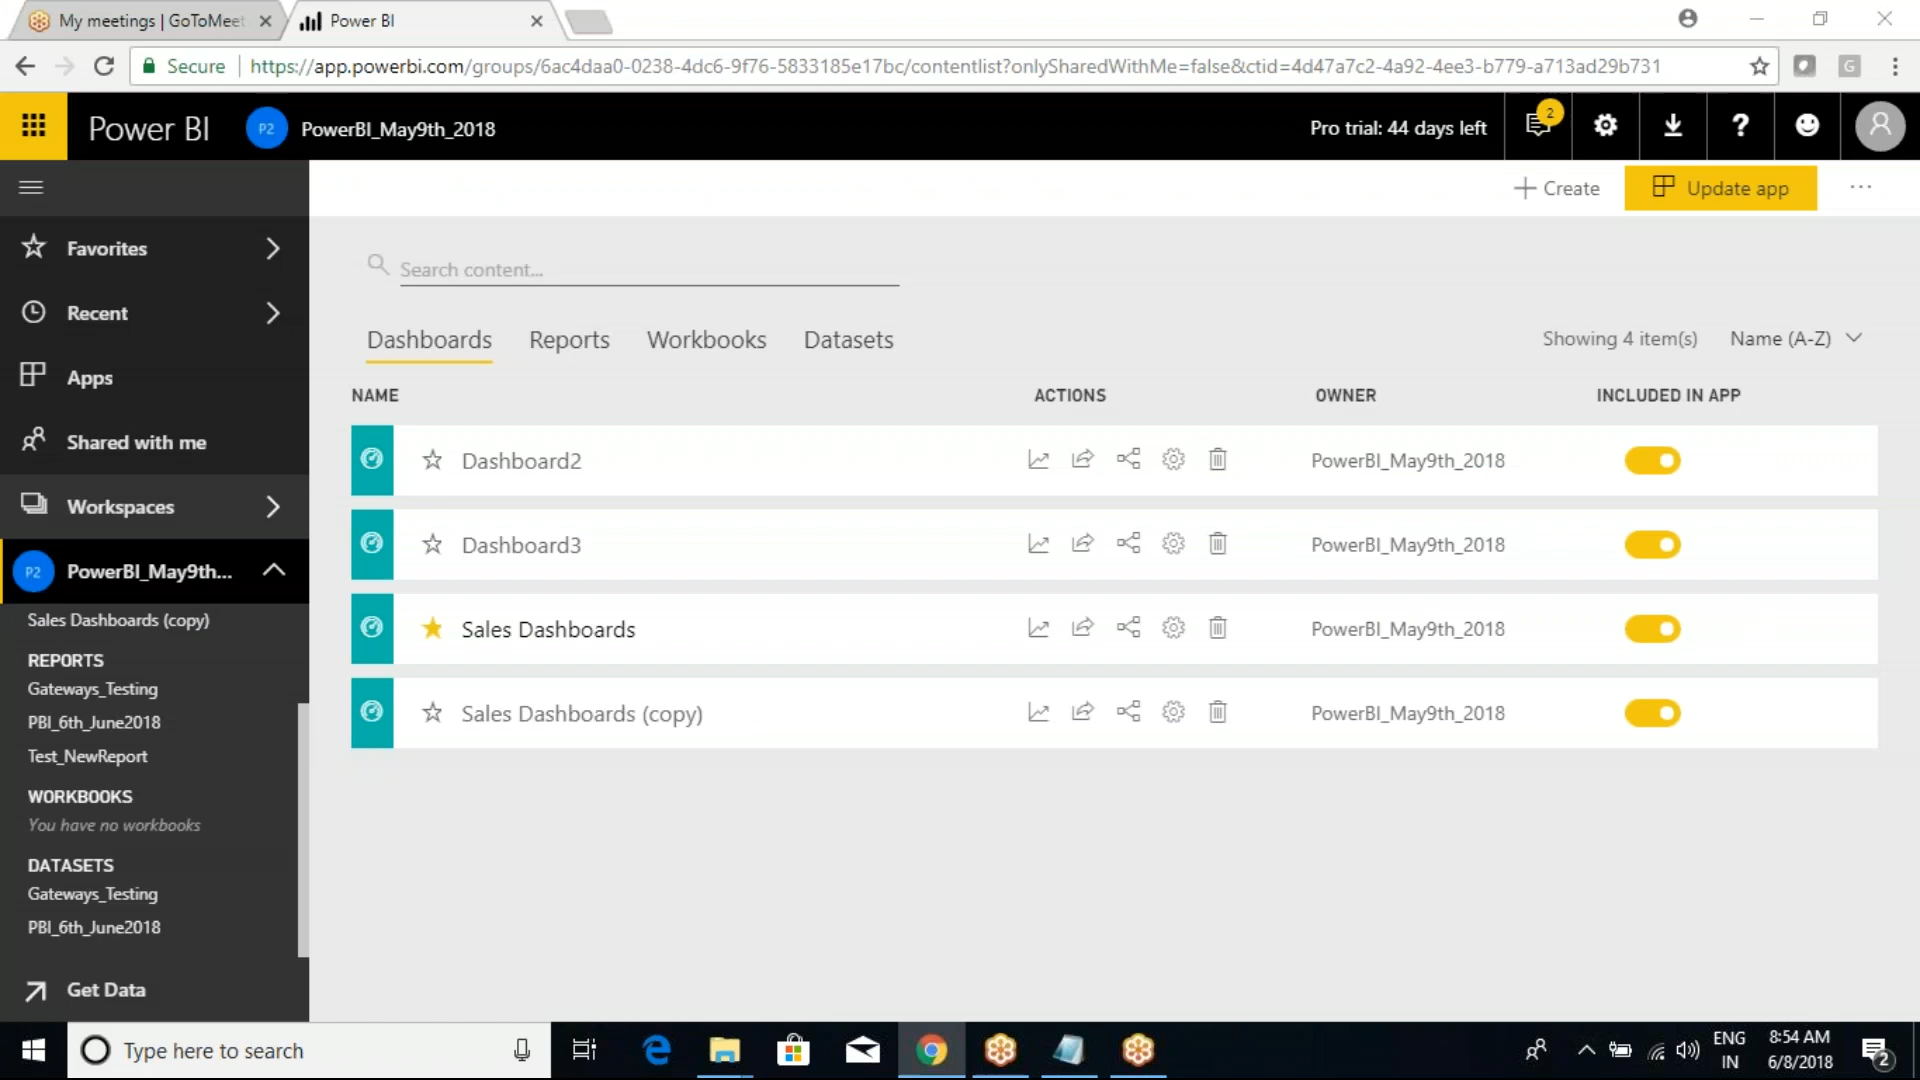 My meetings | GoToMeet
Power BI
Secure
https://app.powerbi.com/groups/6ac4daa0-0238-4dc6-9f76-5833185e17bc/contentlist?onlySharedWithMe=false&ctid=4d47a7c2-4a92-4ee3-b779-a713ad29b731
G
Power BI
P2
PowerBI_May9th_2018
Pro trial: 44 days left
2
?
Create
Update app
...
Favorites
Recent
Apps
Shared with me
Workspaces
P2
PowerBI_May9th...
Sales Dashboards (copy)
REPORTS
Gateways_Testing
PBI_6th_June2018
Test_NewReport
WORKBOOKS
You have no workbooks
DATASETS
Gateways_Testing
PBI_6th_June2018
Get Data
Search content...
Dashboards Reports Workbooks Datasets
Showing 4 item(s) Name (A-Z)
NAME ACTIONS OWNER INCLUDED IN APP
Dashboard2 PowerBI_May9th_2018
Dashboard3 PowerBI_May9th_2018
Sales Dashboards PowerBI_May9th_2018
Sales Dashboards (copy) PowerBI_May9th_2018
Type here to search
ENG
IN
8:54 AM
6/8/2018
2